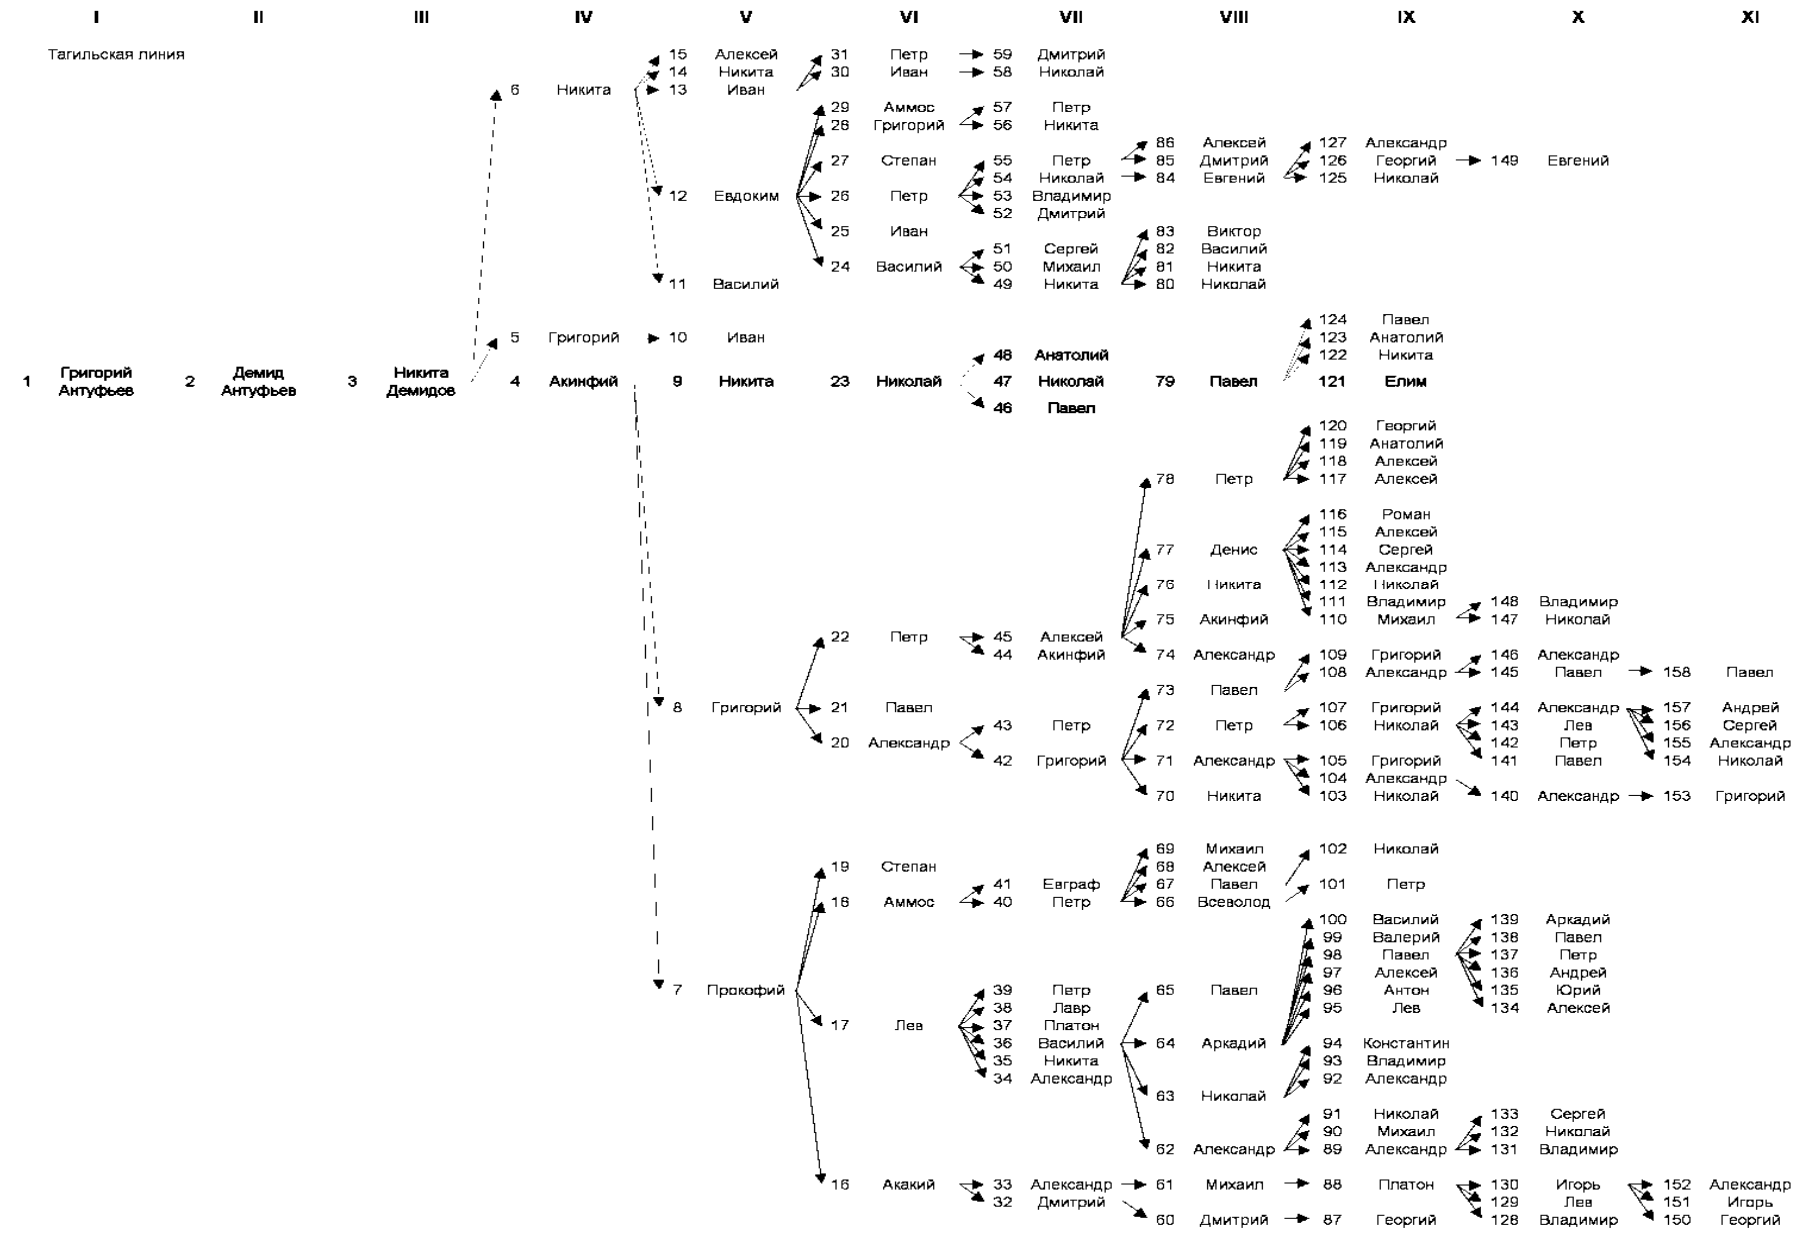 I II III IV V VI VII VIII IX X XI
Тагильская линия 15 Алексей 31 Петр 59 Дмитрий
14 Никита 30 Иван 58 Николай
6 Никита 13 Иван
29 Аммос 57 Петр
28 Григорий 56 Никита
86 Алексей 127 Александр
27 Степан 55 Петр 85 Дмитрий 126 Георгий 149 Евгений
54 Николай 84 Евгений 125 Николай
12 Евдоким 26 Петр 53 Владимир
52 Дмитрий
25 Иван 83 Виктор
51 Сергей 82 Василий
24 Василий 50 Михаил 81 Никита
11 Василий 49 Никита 80 Николай
124 Павел
5 Григорий 10 Иван 123 Анатолий
48 Анатолий 122 Никита
1 Григорий Антуфьев 2 Демид Антуфьев 3 Никита Демидов 4 Акинфий 9 Никита 23 Николай 47 Николай 79 Павел 121 Елим
46 Павел
120 Георгий
119 Анатолий
118 Алексей
78 Петр 117 Алексей
116 Роман
115 Алексей
77 Денис 114 Сергей
113 Александр
76 Никита 112 Николай
111 Владимир 148 Владимир
75 Акинфий 110 Михаил 147 Николай
22 Петр 45 Алексей
44 Акинфий 74 Александр 109 Григорий 146 Александр
108 Александр 145 Павел 158 Павел
73 Павел
8 Григорий 21 Павел 107 Григорий 144 Александр 157 Андрей
43 Петр 72 Петр 106 Николай 143 Лев 156 Сергей
20 Александр 142 Петр 155 Александр
42 Григорий 71 Александр 105 Григорий 141 Павел 154 Николай
104 Александр
70 Никита 103 Николай 140 Александр 153 Григорий
69 Михаил 102 Николай
19 Степан 68 Алексей
41 Евграф 67 Павел 101 Петр
18 Аммос 40 Петр 66 Всеволод
100 Василий 139 Аркадий
99 Валерий 138 Павел
98 Павел 137 Петр
97 Алексей 136 Андрей
7 Прокофий 39 Петр 65 Павел 96 Антон 135 Юрий
38 Лавр 95 Лев 134 Алексей
17 Лев 37 Платон
36 Василий 64 Аркадий 94 Константин
35 Никита 93 Владимир
34 Александр 92 Александр
63 Николай
91 Николай 133 Сергей
90 Михаил 132 Николай
62 Александр 89 Александр 131 Владимир
16 Акакий 33 Александр 61 Михаил 88 Платон 130 Игорь 152 Александр
32 Дмитрий 129 Лев 151 Игорь
60 Дмитрий 87 Георгий 128 Владимир 150 Георгий